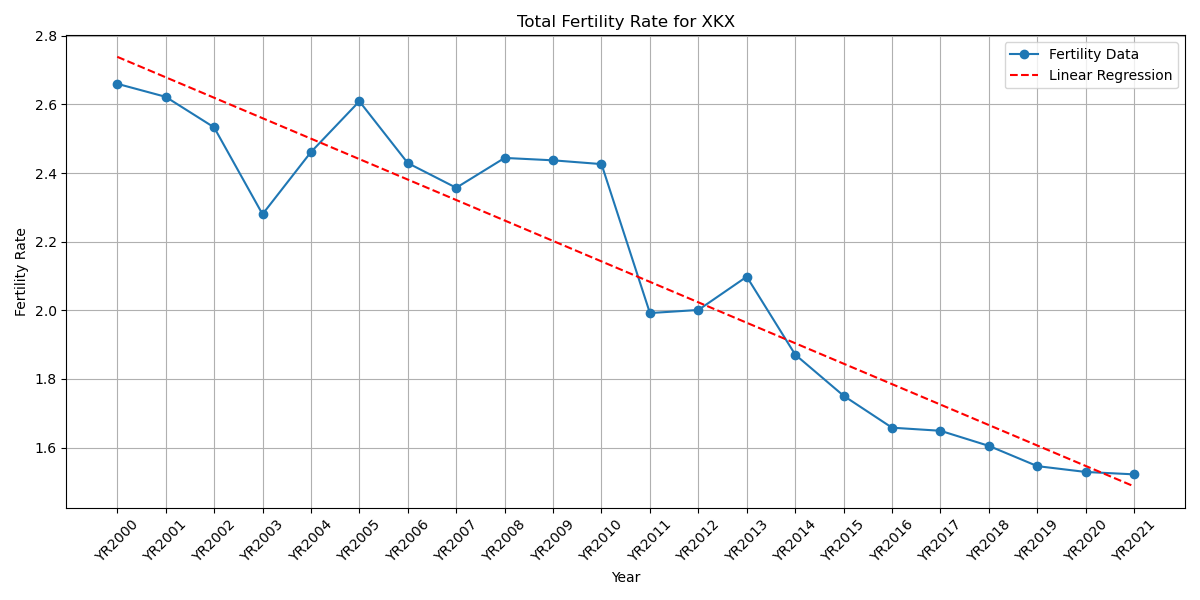 Total Fertility Rate for XKX
Fertility Data
Linear Regression
Fertility Rate
2.8
2.6
2.4
2.2
2.0
1.8
1.6
YR2000
YR2001
YR2002
YR2003
YR2004
YR2005
YR2006
YR2007
YR2008
YR2009
YR2010
YR2011
YR2012
YR2013
YR2014
YR2015
YR2016
YR2017
YR2018
YR2019
YR2020
YR2021
Year